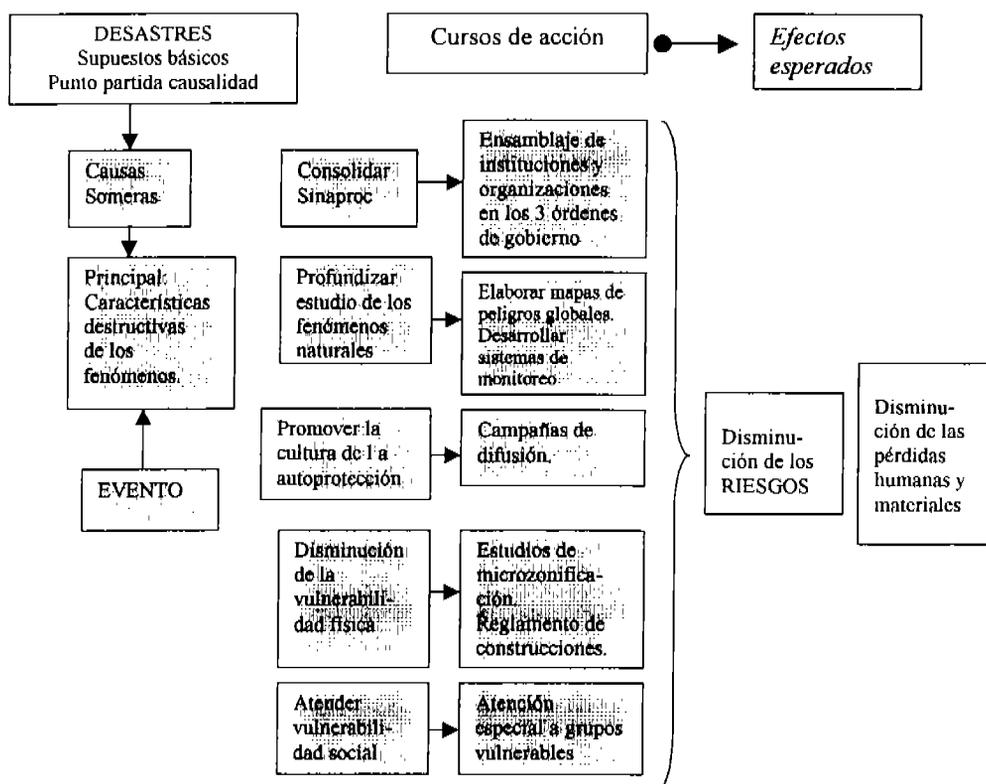 DESASTRES
Supuestos básicos
Punto partida causalidad
Cursos de acción
Efectos
esperados
Causas
Someras
Consolidar
Sinaproc
Ensamblaje de
instituciones y
organizaciones
en los 3 órdenes
de gobierno
Principal:
Características
destructivas
de los
fenómenos.
Profundizar
estudio de los
fenómenos
naturales
Elaborar mapas de
peligros globales.
Desarrollar
sistemas de
monitoreo
Promover la
cultura de l a
autoprotección
Campañas de
difusión.
EVENTO
Disminu-
ción de los
RIESGOS
Disminu-
ción de las
pérdidas
humanas y
materiales
Disminución
de la
vulnerabili-
dad física
Estudios de
microzonifica-
ción.
Reglamento de
construcciones.
Atender
vulnerabili-
dad social
Atención
especial a grupos
vulnerables